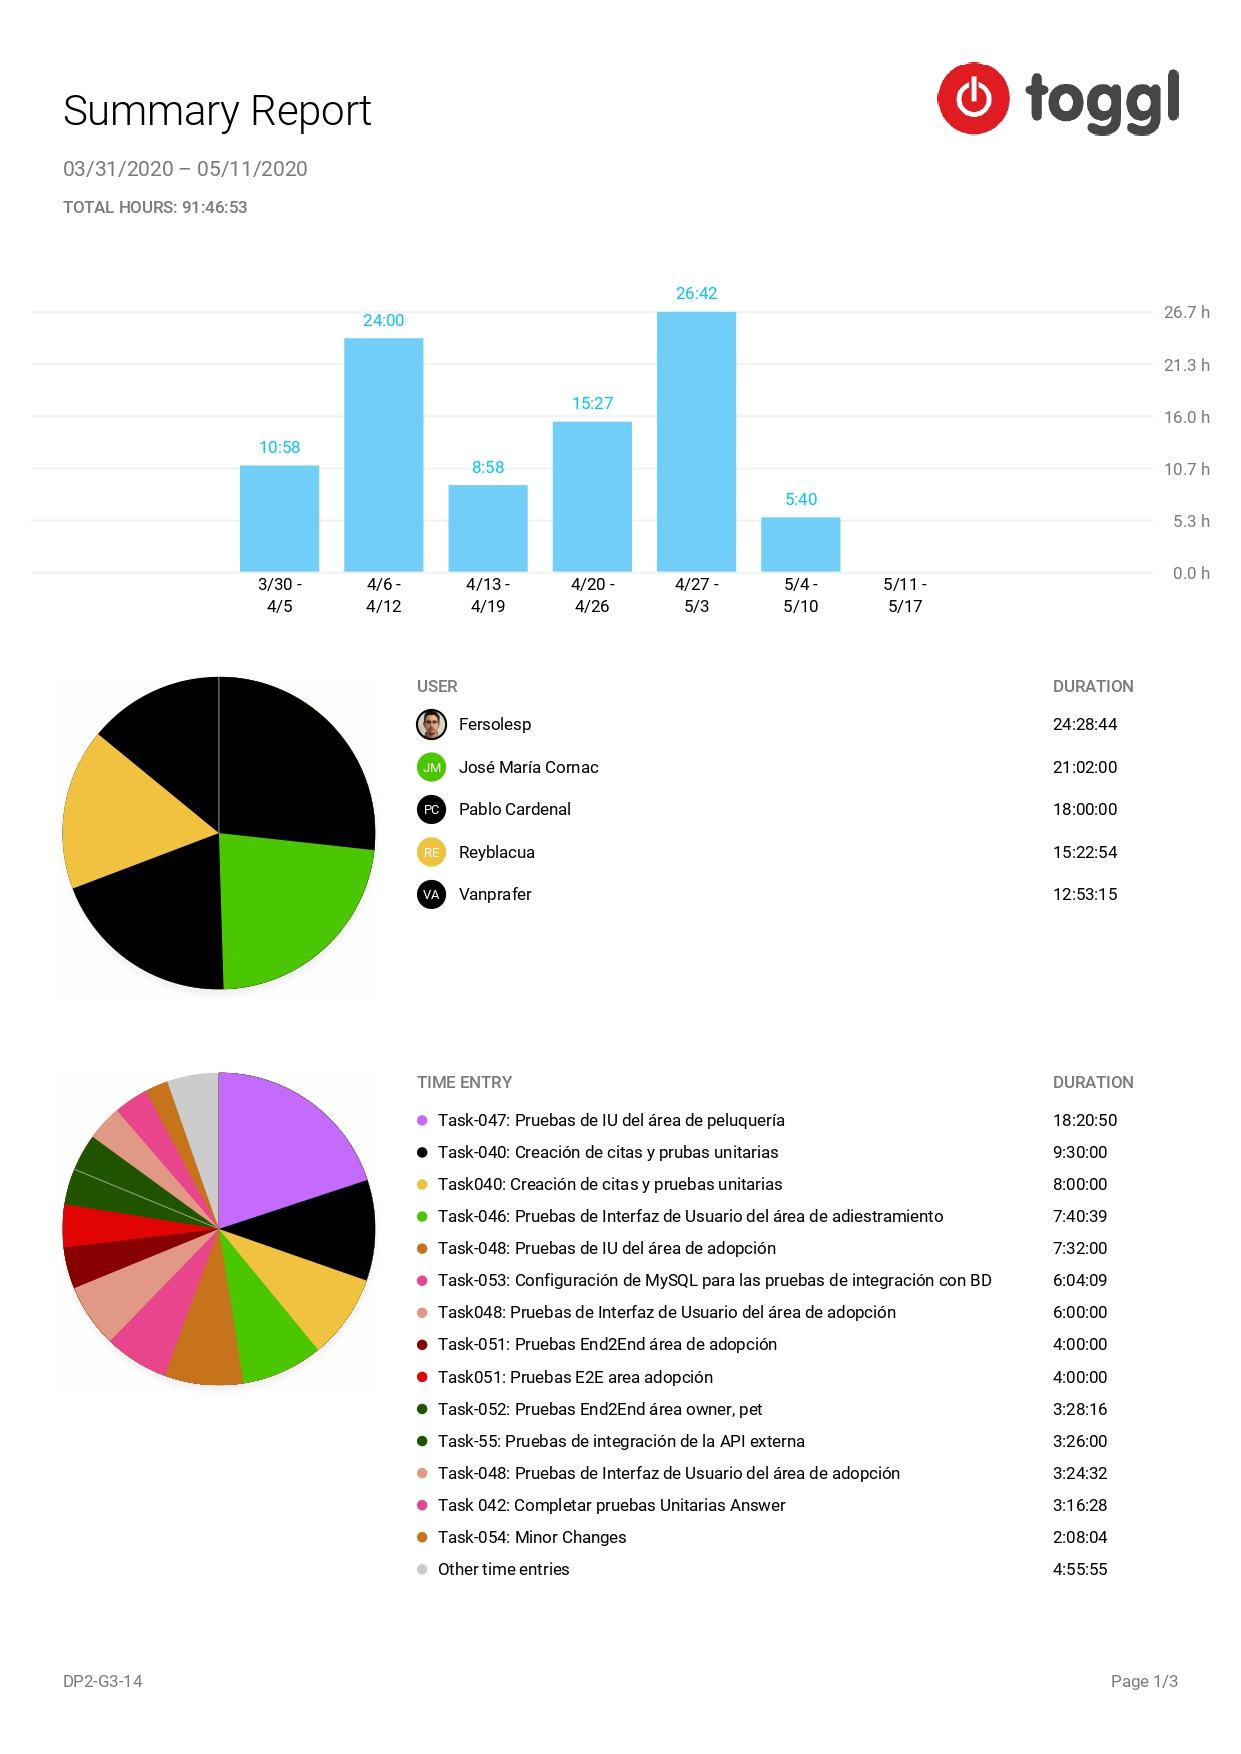 Summary Report
toggl
03/31/2020 – 05/11/2020
TOTAL HOURS: 91:46:53
26:42
26.7 h
24:00
21.3 h
15:27
16.0 h
10:58
8:58
10.7 h
5:40
5.3 h
0.0 h
3/30 - 4/5
4/6 - 4/12
4/13 - 4/19
4/20 - 4/26
4/27 - 5/3
5/4 - 5/10
5/11 - 5/17
USER DURATION
Fersolesp 24:28:44
JM José María Cornac 21:02:00
PC Pablo Cardenal 18:00:00
RE Reyblacua 15:22:54
VA Vanprafer 12:53:15
TIME ENTRY DURATION
Task-047: Pruebas de IU del área de peluquería 18:20:50
Task-040: Creación de citas y prubas unitarias 9:30:00
Task040: Creación de citas y pruebas unitarias 8:00:00
Task-046: Pruebas de Interfaz de Usuario del área de adiestramiento 7:40:39
Task-048: Pruebas de IU del área de adopción 7:32:00
Task-053: Configuración de MySQL para las pruebas de integración con BD 6:04:09
Task048: Pruebas de Interfaz de Usuario del área de adopción 6:00:00
Task-051: Pruebas End2End área de adopción 4:00:00
Task051: Pruebas E2E area adopción 4:00:00
Task-052: Pruebas End2End área owner, pet 3:28:16
Task-55: Pruebas de integración de la API externa 3:26:00
Task-048: Pruebas de Interfaz de Usuario del área de adopción 3:24:32
Task 042: Completar pruebas Unitarias Answer 3:16:28
Task-054: Minor Changes 2:08:04
Other time entries 4:55:55
DP2-G3-14 Page 1/3